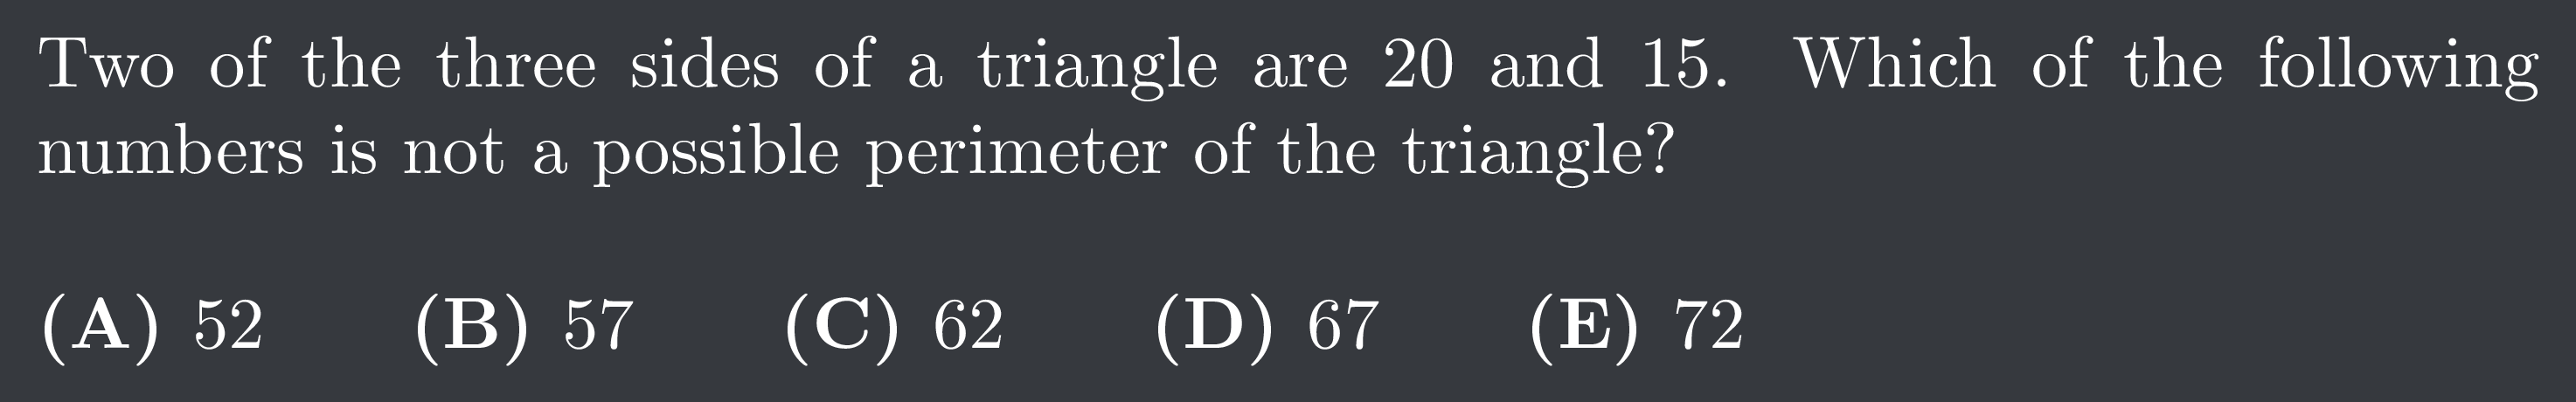 Two of the three sides of a triangle are 20 and 15. Which of the following
numbers is not a possible perimeter of the triangle?
(A) 52 (B) 57 (C) 62 (D) 67 (E) 72